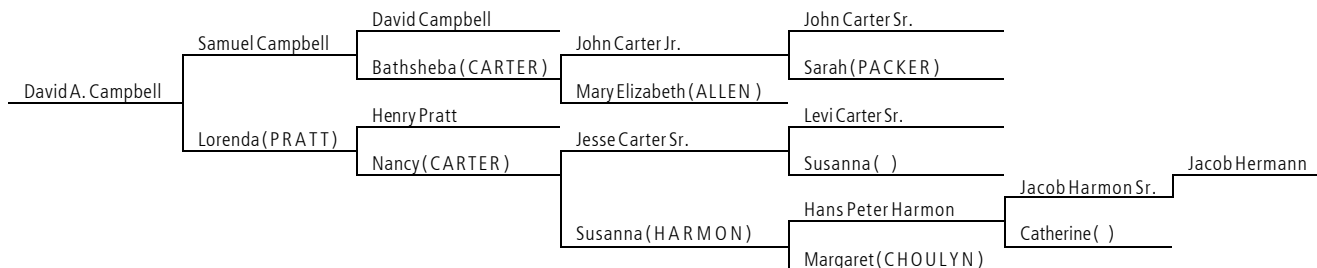 David Campbell
John Carter Sr.
Samuel Campbell
John Carter Jr.
Bathsheba (CARTER)
Sarah (PACKER)
David A. Campbell
Mary Elizabeth (ALLEN )
Henry Pratt
Levi Carter Sr.
Lorenda (PRATT)
Jesse Carter Sr.
Nancy (CARTER)
Susanna ( )
Jacob Hermann
Jacob Harmon Sr.
Hans Peter Harmon
Susanna (HARMON)
Catherine ( )
Margaret (CHOULYN)